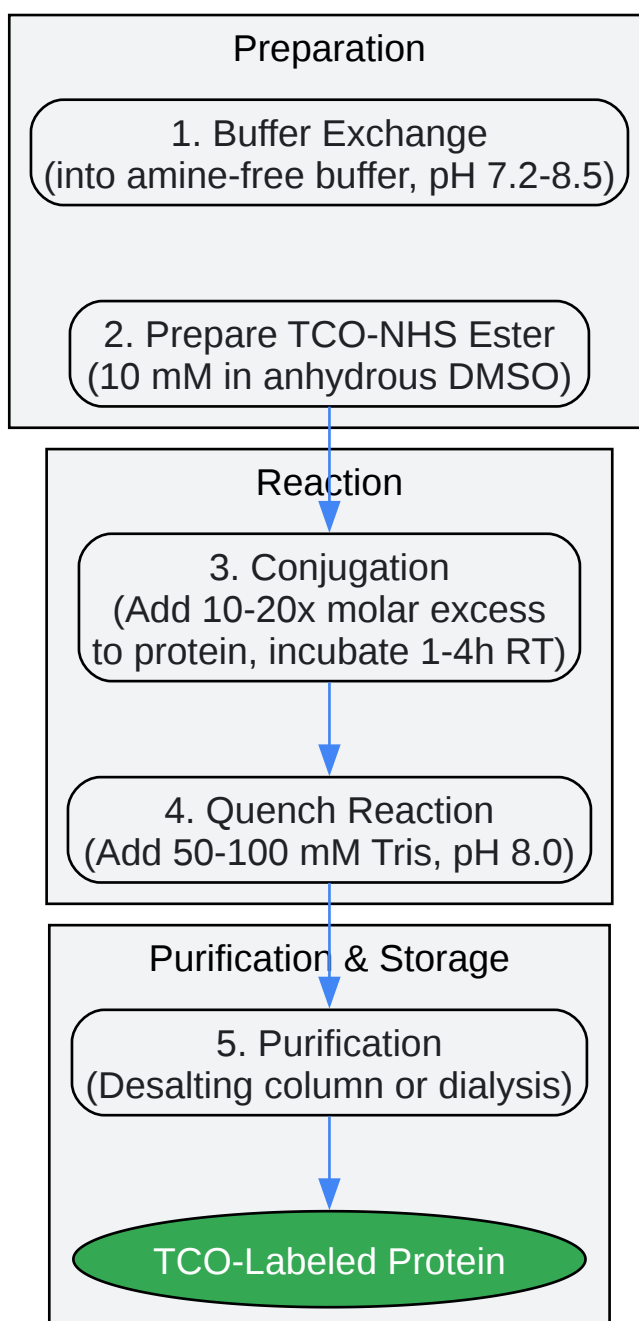 Preparation
1. Buffer Exchange
(into amine-free buffer, pH 7.2-8.5)
2. Prepare TCO-NHS Ester
(10 mM in anhydrous DMSO)
Reaction
3. Conjugation
(Add 10-20x molar excess
to protein, incubate 1-4h RT)
4. Quench Reaction
(Add 50-100 mM Tris, pH 8.0)
Purification & Storage
5. Purification
(Desalting column or dialysis)
TCO-Labeled Protein